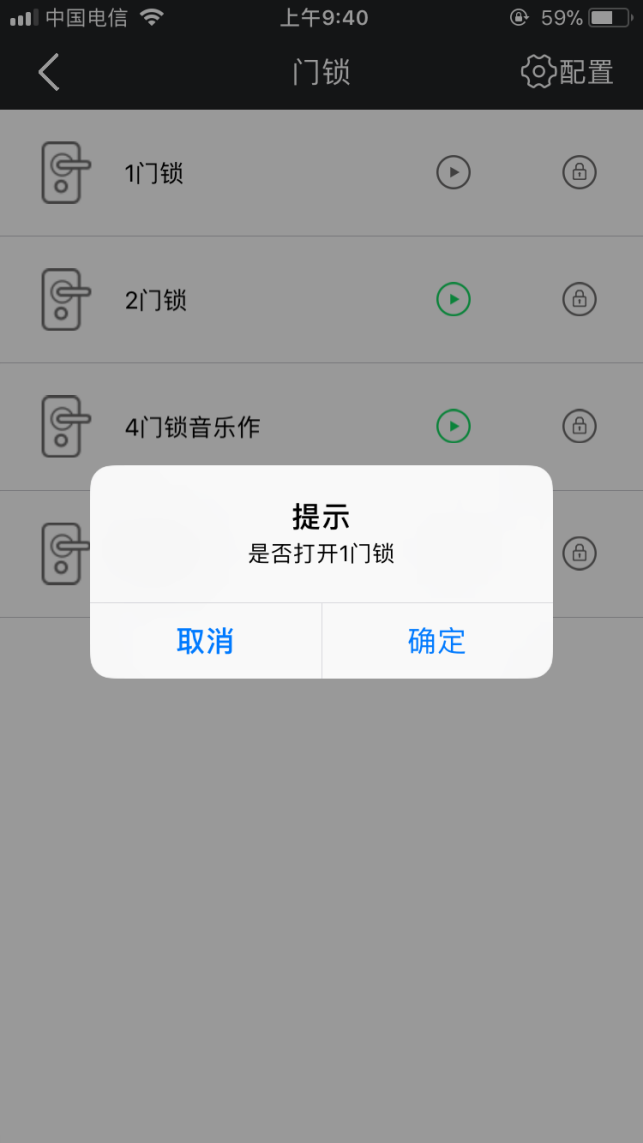 中国电信
上午9:40
59%
门锁
配置
1门锁
2门锁
4门锁音乐作
提示
是否打开1门锁
取消
确定